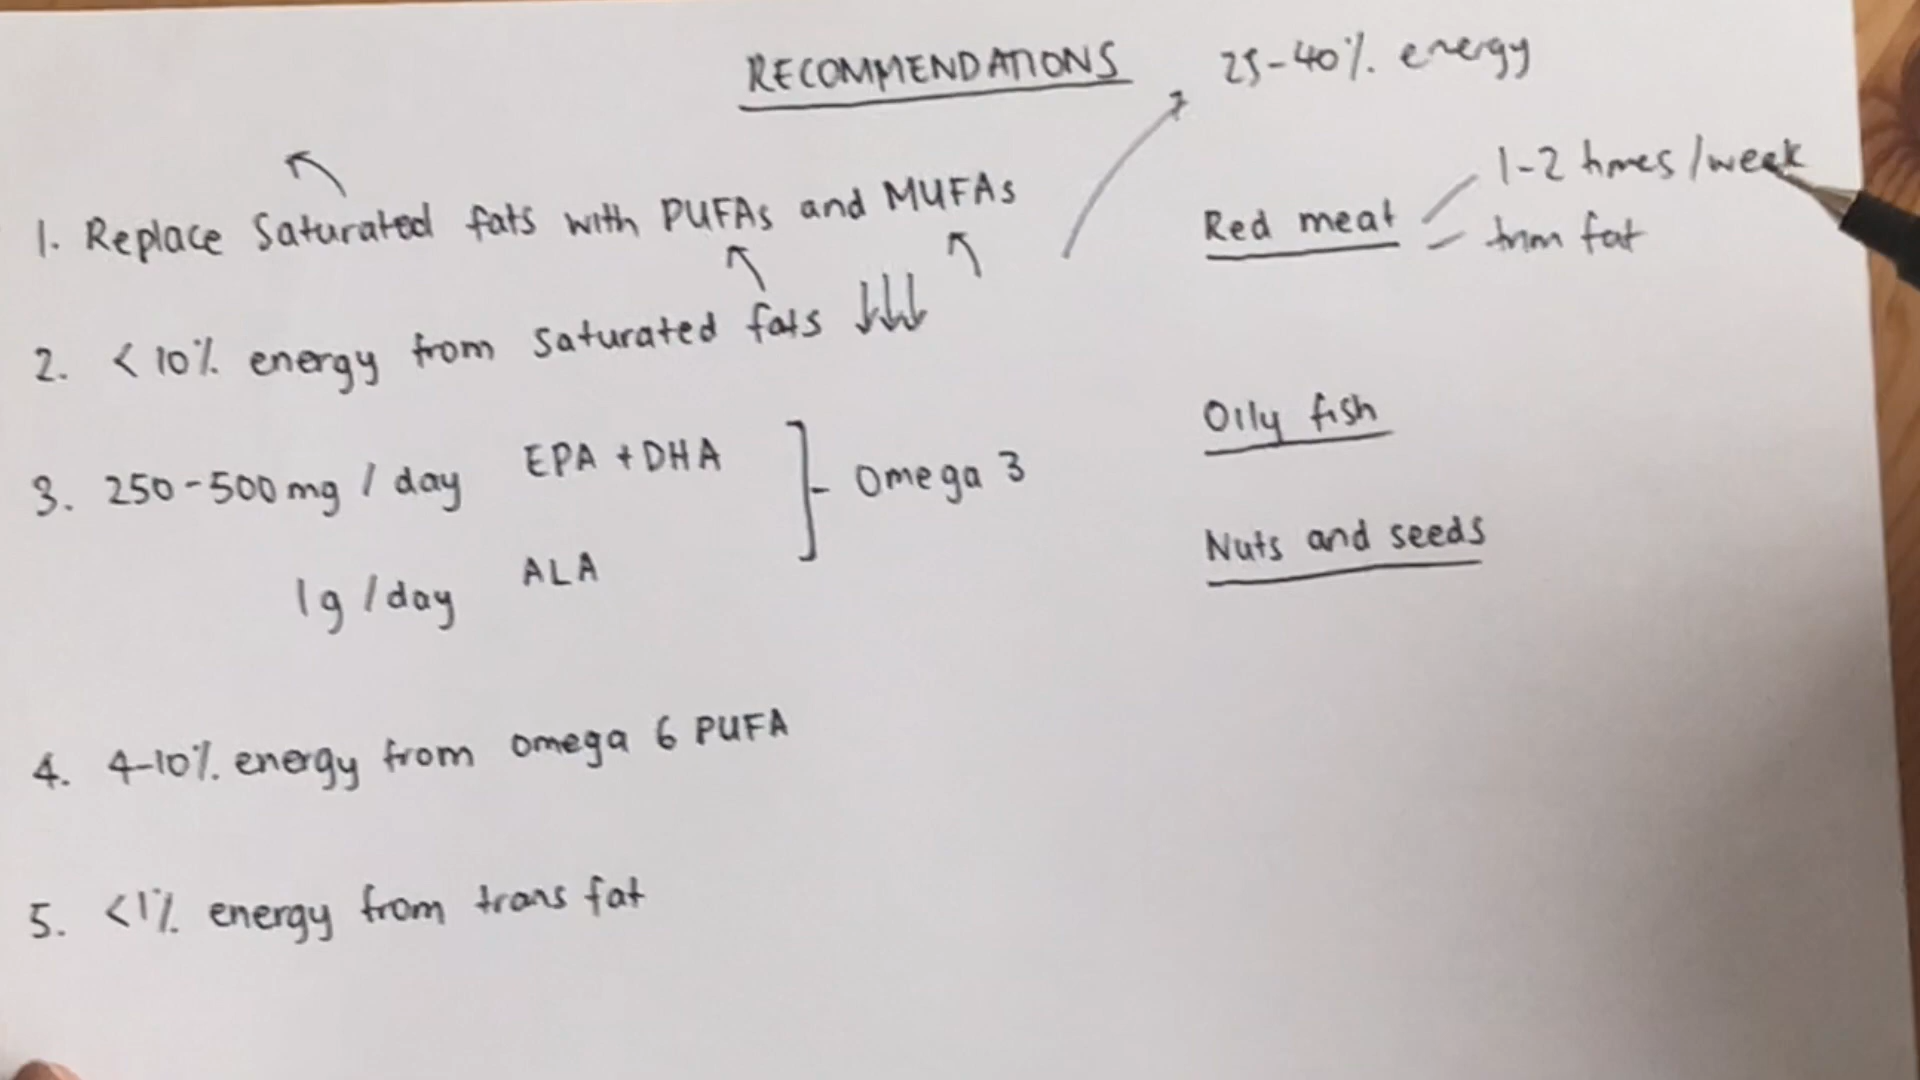 RECOMMENDATIONS
25-40% energy
1. Replace Saturated fats with PUFAs and MUFAs
2. <10% energy from saturated fats ↓↓↓
3. 250-500mg / day EPA + DHA
1g /day ALA
Omega 3
4. 4-10% energy from omega 6 PUFA
5. <1% energy from trans fat
Red meat
1-2 times /week
trim fat
Oily fish
Nuts and seeds